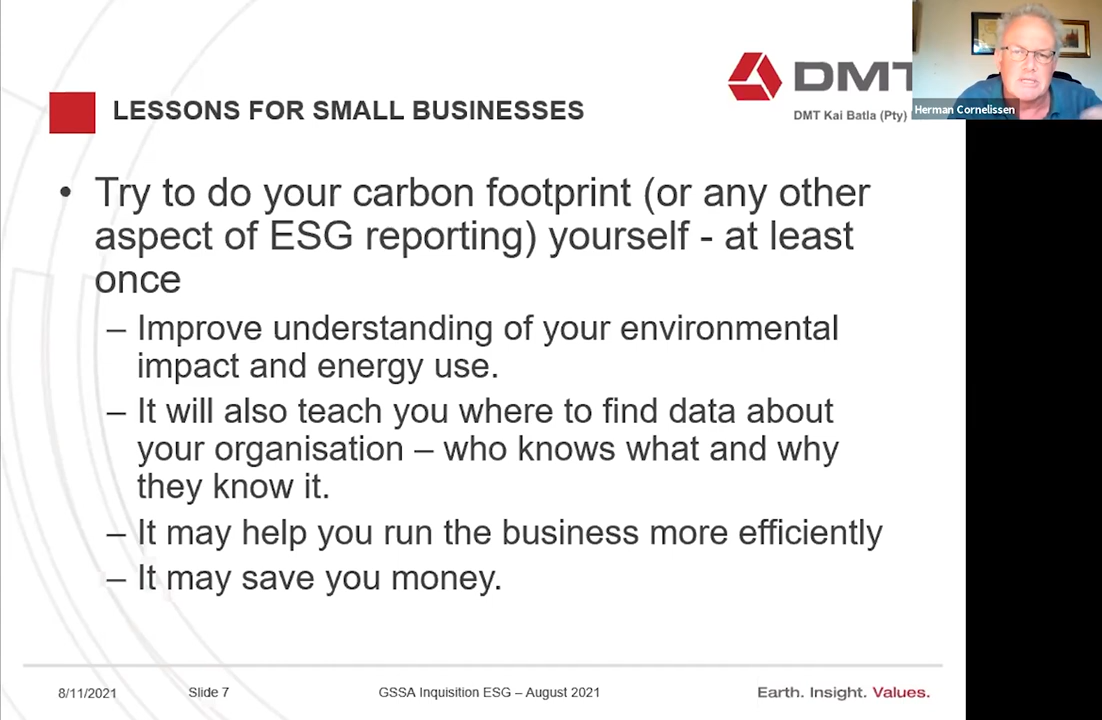 DMT
Herman Cornelissen
DMT Kai Batla (Pty)
LESSONS FOR SMALL BUSINESSES
• Try to do your carbon footprint (or any other
aspect of ESG reporting) yourself - at least
once
– Improve understanding of your environmental
impact and energy use.
– It will also teach you where to find data about
your organisation – who knows what and why
they know it.
– It may help you run the business more efficiently
– It may save you money.
8/11/2021
Slide 7
GSSA Inquisition ESG – August 2021
Earth. Insight. Values.